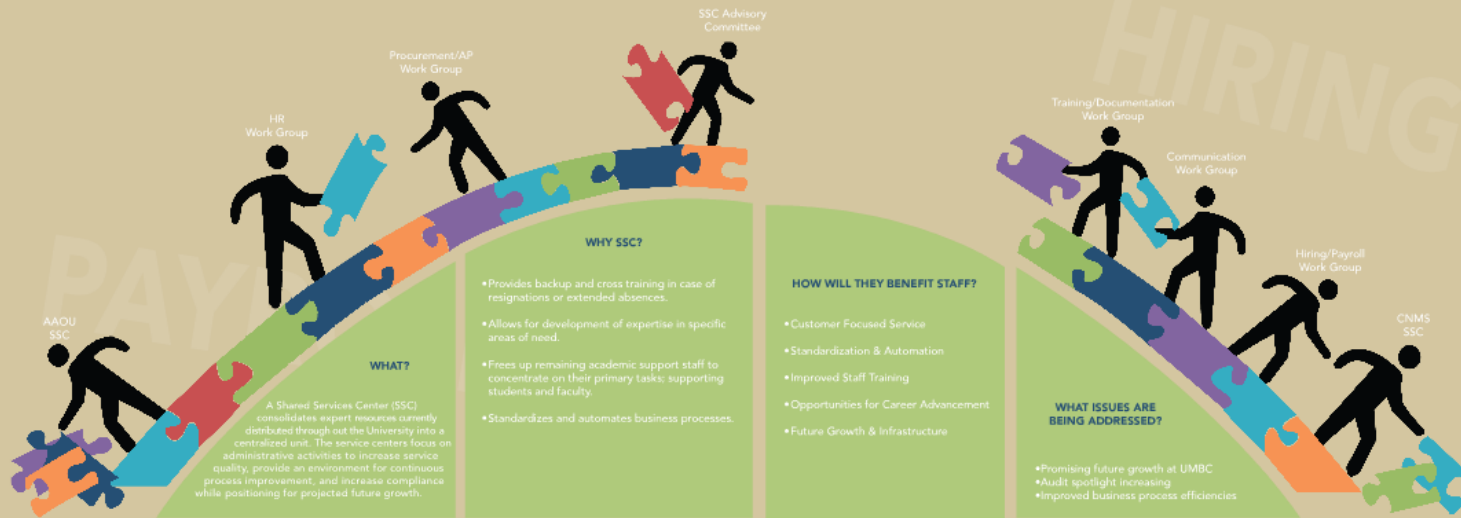 PAYR
HIRING
AAOU
SSC
HR
Work Group
Procurement/AP
Work Group
SSC Advisory
Committee
Training/Documentation
Work Group
Communication
Work Group
Hiring/Payroll
Work Group
CNMS
SSC
WHAT?
A Shared Services Center (SSC)
consolidates expert resources currently
distributed through out the University into a
centralized unit. The service centers focus on
administrative activities to increase service
quality, provide an environment for continuous
process improvement, and increase compliance
while positioning for projected future growth.
WHY SSC?
•Provides backup and cross training in case of
resignations or extended absences.
•Allows for development of expertise in specific
areas of need.
•Frees up remaining academic support staff to
concentrate on their primary tasks; supporting
students and faculty.
•Standardizes and automates business processes.
HOW WILL THEY BENEFIT STAFF?
•Customer Focused Service
•Standardization & Automation
•Improved Staff Training
•Opportunities for Career Advancement
•Future Growth & Infrastructure
WHAT ISSUES ARE
BEING ADDRESSED?
•Promising future growth at UMBC
•Audit spotlight increasing
•Improved business process efficiencies